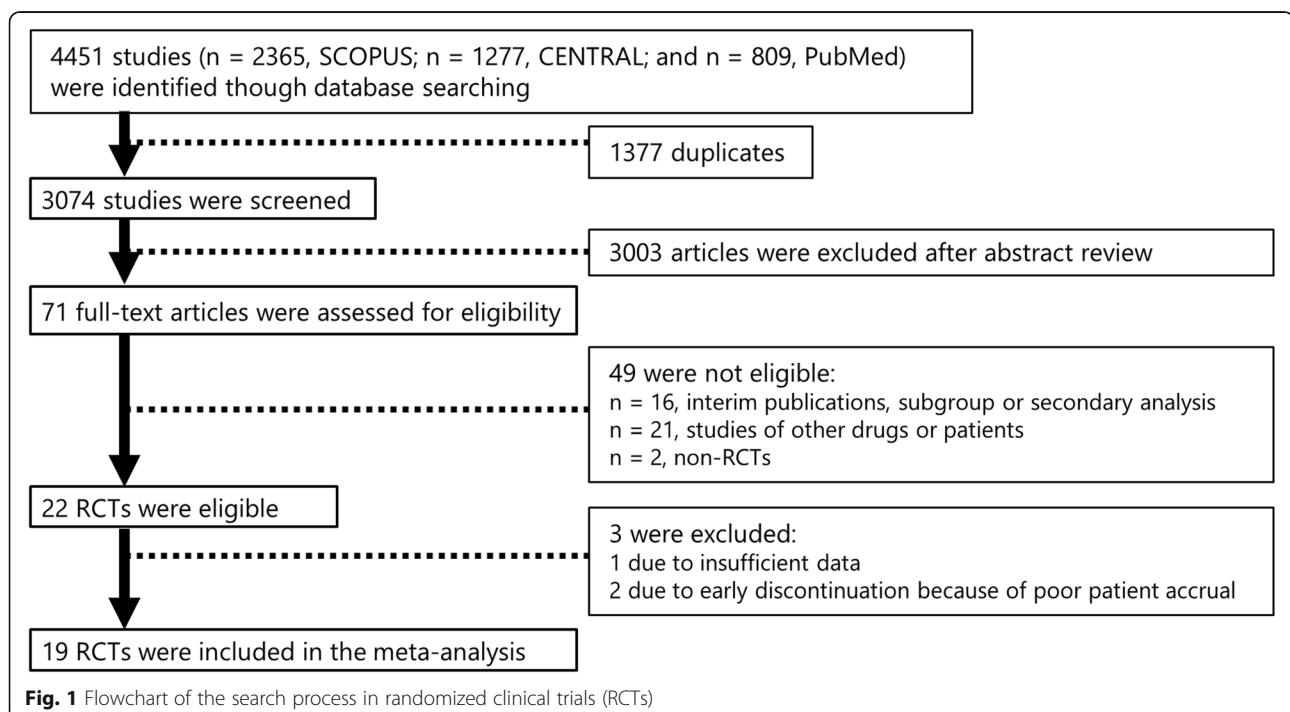 4451 studies (n = 2365, SCOPUS; n = 1277, CENTRAL; and n = 809, PubMed)
were identified though database searching
1377 duplicates
3074 studies were screened
3003 articles were excluded after abstract review
71 full-text articles were assessed for eligibility
49 were not eligible:
n = 16, interim publications, subgroup or secondary analysis
n = 21, studies of other drugs or patients
n = 2, non-RCTs
22 RCTs were eligible
3 were excluded:
1 due to insufficient data
2 due to early discontinuation because of poor patient accrual
19 RCTs were included in the meta-analysis
Fig. 1 Flowchart of the search process in randomized clinical trials (RCTs)